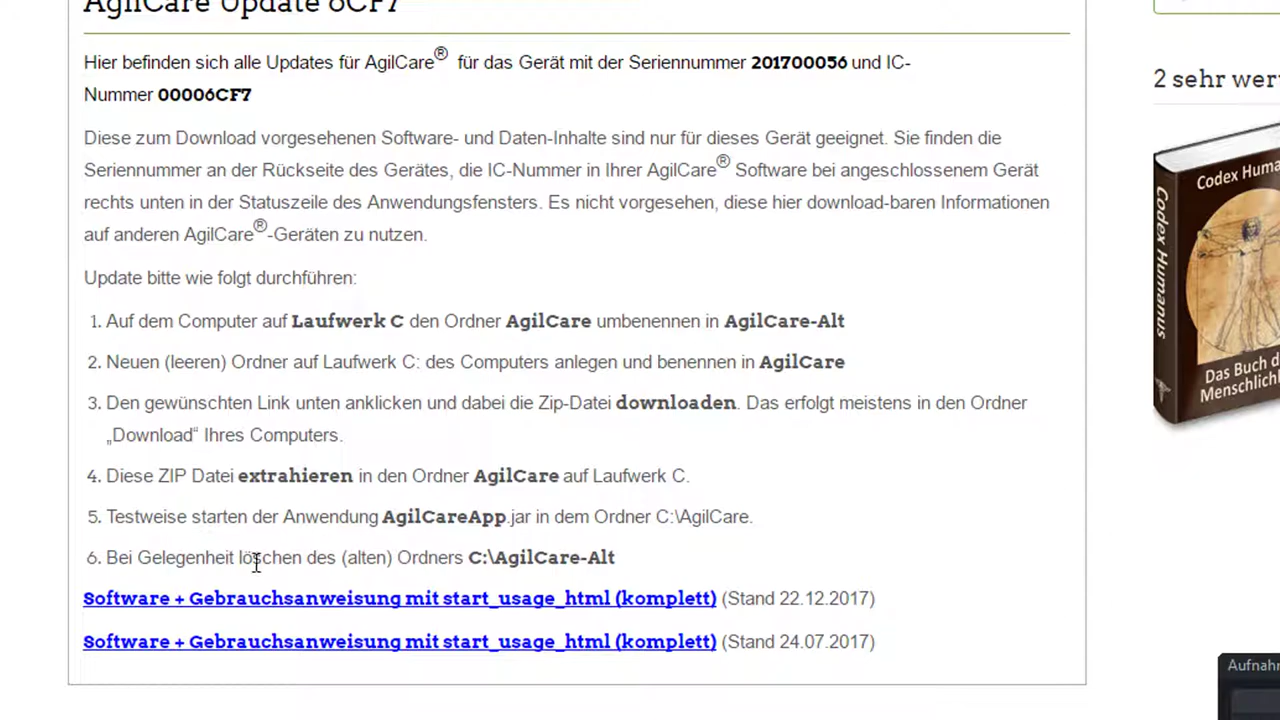 AgilCare Update 6CF7
Hier befinden sich alle Updates für AgilCare® für das Gerät mit der Seriennummer 201700056 und IC-
Nummer 00006CF7
Diese zum Download vorgesehenen Software- und Daten-Inhalte sind nur für dieses Gerät geeignet. Sie finden die
Seriennummer an der Rückseite des Gerätes, die IC-Nummer in Ihrer AgilCare® Software bei angeschlossenem Gerät
rechts unten in der Statuszeile des Anwendungsfensters. Es nicht vorgesehen, diese hier download-baren Informationen
auf anderen AgilCare®-Geräten zu nutzen.
Update bitte wie folgt durchführen:
1. Auf dem Computer auf Laufwerk C den Ordner AgilCare umbenennen in AgilCare-Alt
2. Neuen (leeren) Ordner auf Laufwerk C: des Computers anlegen und benennen in AgilCare
3. Den gewünschten Link unten anklicken und dabei die Zip-Datei downloaden. Das erfolgt meistens in den Ordner
„Download“ Ihres Computers.
4. Diese ZIP Datei extrahieren in den Ordner AgilCare auf Laufwerk C.
5. Testweise starten der Anwendung AgilCareApp.jar in dem Ordner C:\AgilCare.
6. Bei Gelegenheit löschen des (alten) Ordners C:\AgilCare-Alt
Software + Gebrauchsanweisung mit start_usage_html (komplett) (Stand 22.12.2017)
Software + Gebrauchsanweisung mit start_usage_html (komplett) (Stand 24.07.2017)
2 sehr wer
Codex Huma
Codex Humanus
Das Buch d
Menschlichk
Aufnahm